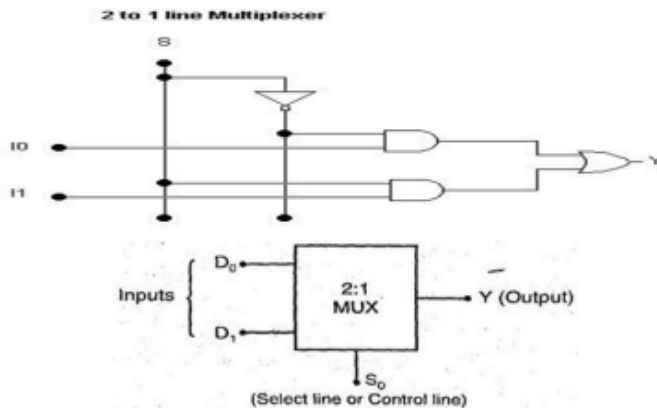 2 to 1 line Multiplexer
S
I0
I1
Y
D₀
Inputs
D₁
2:1
MUX
Y (Output)
S₀
(Select line or Control line)